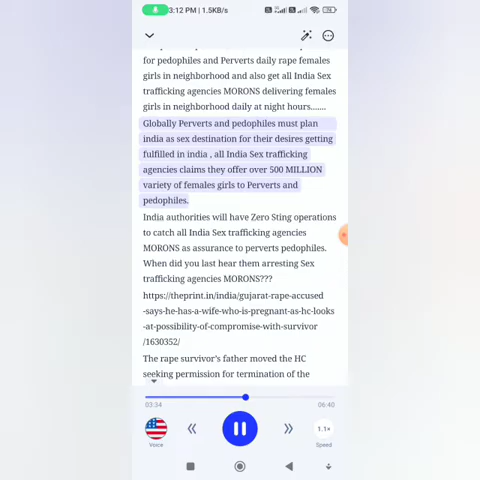 3:12 PM | 1.5KB/s
for pedophiles and Perverts daily rape females
girls in neighborhood and also get all India Sex
trafficking agencies MORONS delivering females
girls in neighborhood daily at night hours.......
Globally Perverts and pedophiles must plan
india as sex destination for their desires getting
fulfilled in india , all India Sex trafficking
agencies claims they offer over 500 MILLION
variety of females girls to Perverts and
pedophiles.
India authorities will have Zero Sting operations
to catch all India Sex trafficking agencies
MORONS as assurance to perverts pedophiles.
When did you last hear them arresting Sex
trafficking agencies MORONS???
https://theprint.in/india/gujarat-rape-accused
-says-he-has-a-wife-who-is-pregnant-as-hc-looks
-at-possibility-of-compromise-with-survivor
/1630352/
The rape survivor's father moved the HC
seeking permission for termination of the
03:34
06:40
1.1×
Voice
Speed